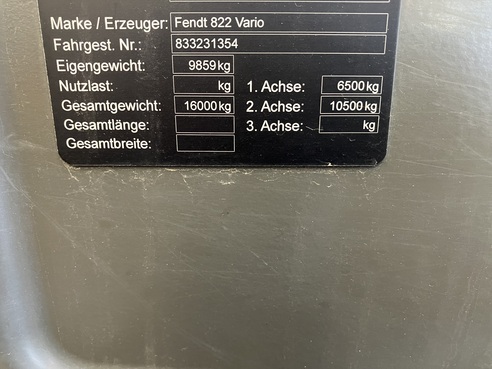 Marke / Erzeuger: Fendt 822 Vario
Fahrgest. Nr.: 833231354
Eigengewicht: 9859 kg
Nutzlast: kg 1. Achse: 6500 kg
Gesamtgewicht: 16000 kg 2. Achse: 10500 kg
Gesamtlänge: 3. Achse: kg
Gesamtbreite: